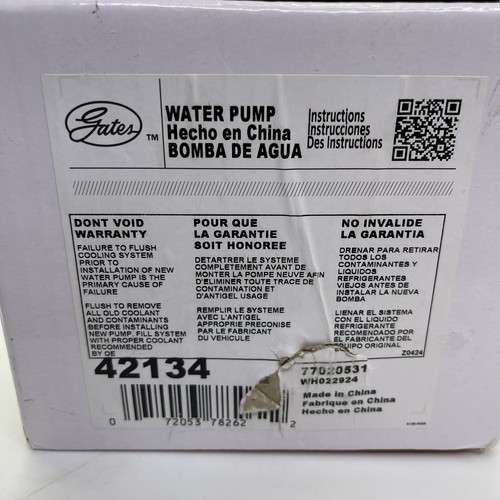 Gates TM
WATER PUMP
Hecho en China
BOMBA DE AGUA
Instructions
Instrucciones
Des Instructions
DONT VOID
WARRANTY
FAILURE TO FLUSH
COOLING SYSTEM
PRIOR TO
INSTALLATION OF NEW
WATER PUMP IS THE
PRIMARY CAUSE OF
FAILURE
FLUSH TO REMOVE
ALL OLD COOLANT
AND CONTAMINANTS
BEFORE INSTALLING
NEW PUMP. FILL SYSTEM
WITH PROPER COOLANT
RECOMMENDED
BY OE
POUR QUE
LA GARANTIE
SOIT HONOREE
DETARTRER LE SYSTEME
COMPLETEMENT AVANT DE
MONTER LA POMPE NEUVE AFIN
D'ELIMINER TOUTE TRACE DE
CONTAMINATION ET
D'ANTIGEL USAGE
REMPLIR LE SYSTEME
AVEC L'ANTIGEL
APPROPRIE PRECONISE
PAR LE FABRICANT
DU VEHICULE
NO INVALIDE
LA GARANTIA
DRENAR PARA RETIRAR
TODOS LOS
CONTAMINANTES Y
LIQUIDOS
REFRIGERANTES
VIEJOS ANTES DE
INSTALAR LA NUEVA
BOMBA
LIENAR EL SISTEMA
CON EL LIQUIDO
REFRIGERANTE
RECOMENDADO POR
EL FABRICANTE DEL
EQUIPO ORIGINAL
Z0424
42134
77020531
WH022924
Made in China
Fabrique en China
Hecho en China
0 72053 78262 2